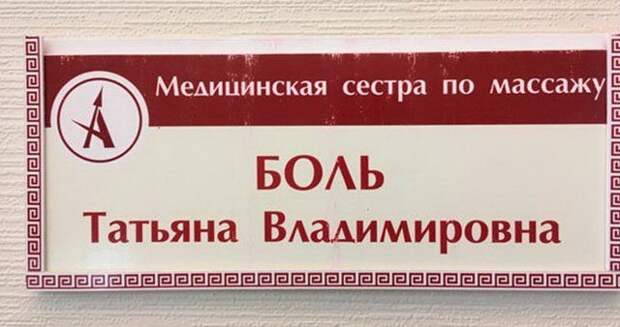 Медицинская сестра по массажу
БОЛЬ
Татьяна Владимировна